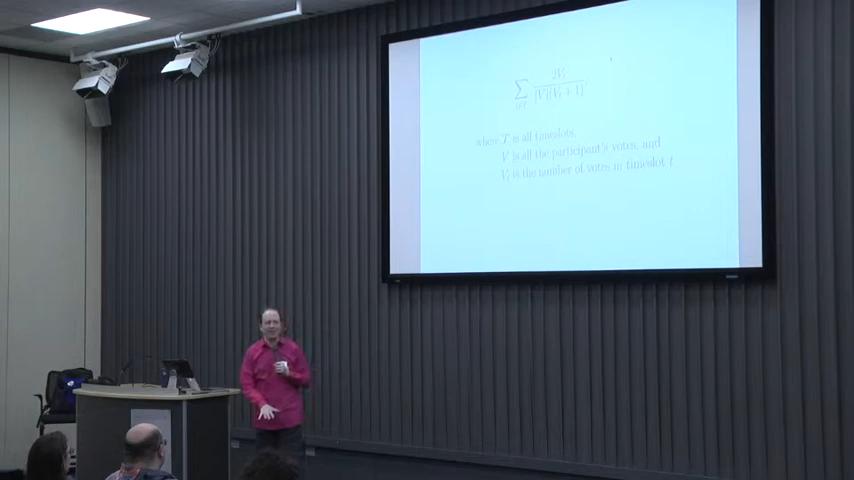 ∑_{t∈T} 2V_t / |V|(V_t + 1)
where T is all timeslots,
V is all the participant's votes, and
V_t is the number of votes in timeslot t